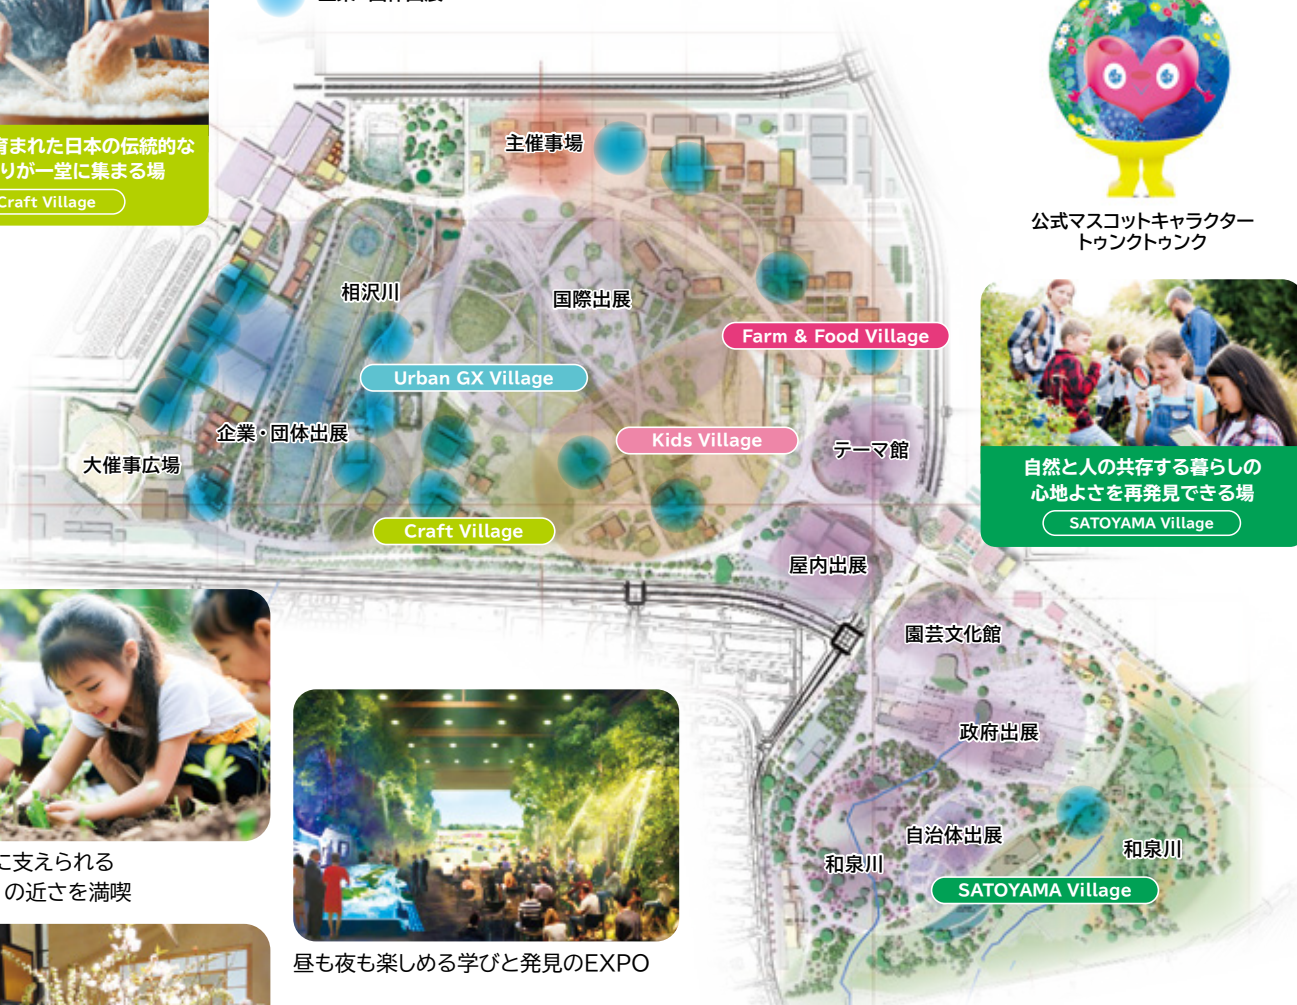 育まれた日本の伝統的な
りが一堂に集まる場
Craft Village
主催事場
相沢川
国際出展
Farm & Food Village
Urban GX Village
企業・団体出展
Kids Village
大催事広場
テーマ館
Craft Village
屋内出展
公式マスコットキャラクター
トゥンクトゥンク
自然と人の共存する暮らしの
心地よさを再発見できる場
SATOYAMA Village
園芸文化館
政府出展
自治体出展
和泉川
和泉川
SATOYAMA Village
に支えられる
の近さを満喫
昼も夜も楽しめる学びと発見のEXPO